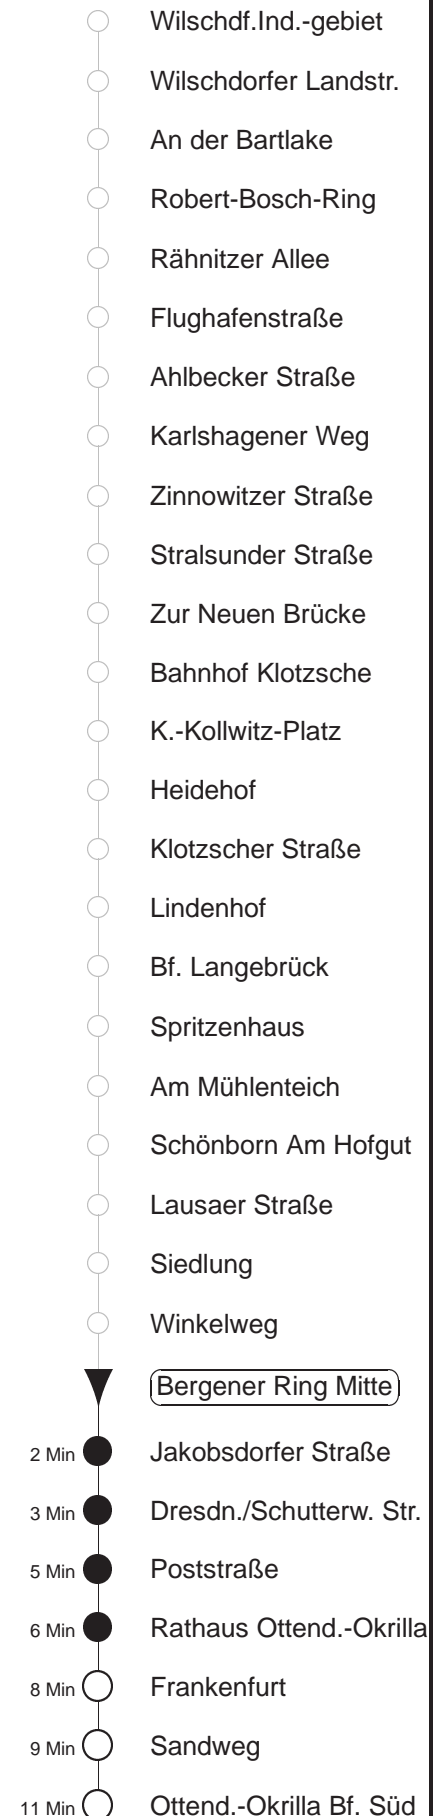 Wilschdf.Ind.-gebiet
Wilschdorfer Landstr.
An der Bartlake
Robert-Bosch-Ring
Rähnitzer Allee
Flughafenstraße
Ahlbecker Straße
Karlshagener Weg
Zinnowitzer Straße
Stralsunder Straße
Zur Neuen Brücke
Bahnhof Klotzsche
K.-Kollwitz-Platz
Heidehof
Klotzscher Straße
Lindenhof
Bf. Langebrück
Spritzenhaus
Am Mühlenteich
Schönborn Am Hofgut
Lausaer Straße
Siedlung
Winkelweg
Bergener Ring Mitte
2 Min Jakobsdorfer Straße
3 Min Dresdn./Schutterw. Str.
5 Min Poststraße
6 Min Rathaus Ottend.-Okrilla
8 Min Frankenfurt
9 Min Sandweg
11 Min Ottend.-Okrilla Bf. Süd